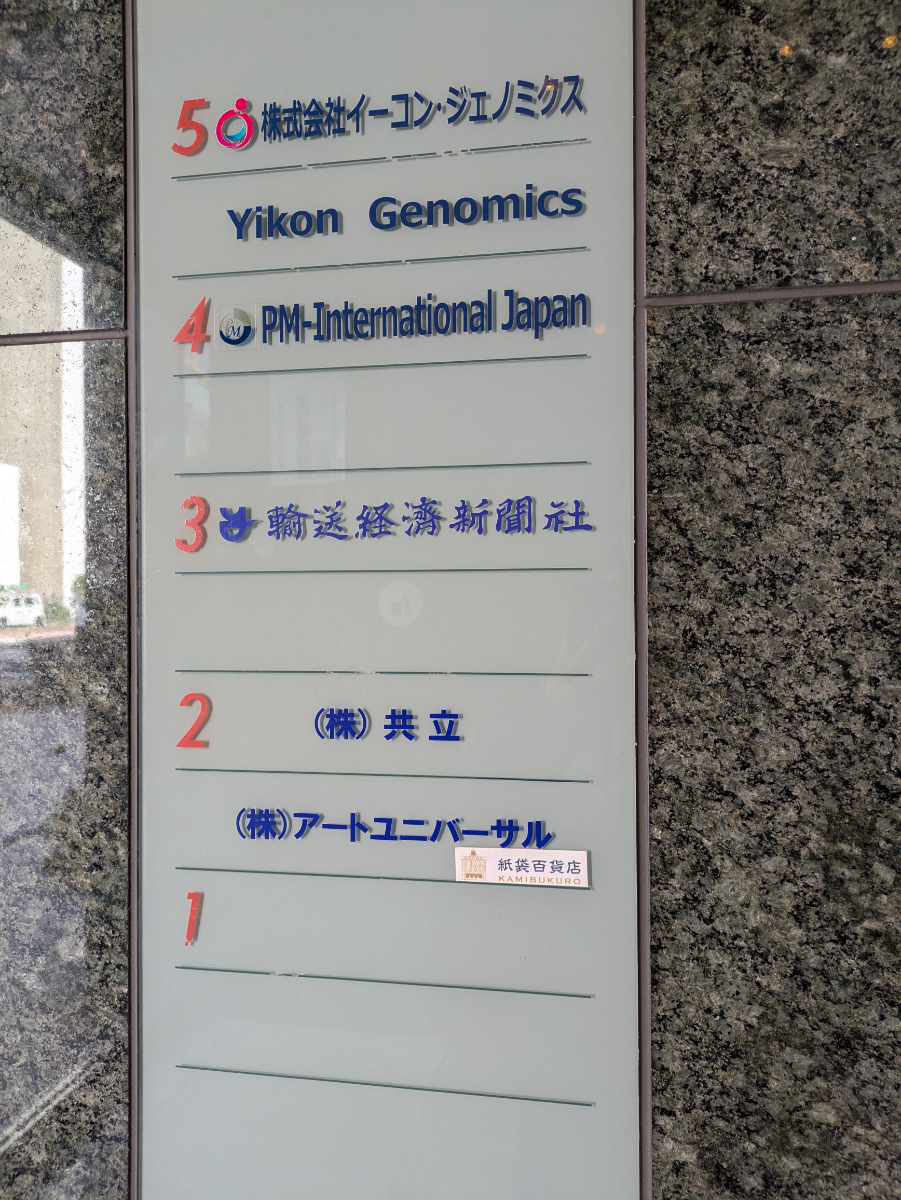 5 株式会社イーコン・ジェノミクス
Yikon Genomics
4 PM PM-International Japan
3 輸送経済新聞社
2 (株) 共立
(株)アートユニバーサル
紙袋百貨店
KAMIBUKURO
1